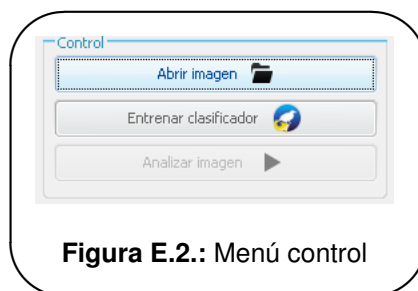 Control
Abrir imagen
Entrenar clasificador
Analizar imagen
Figura E.2.: Menú control